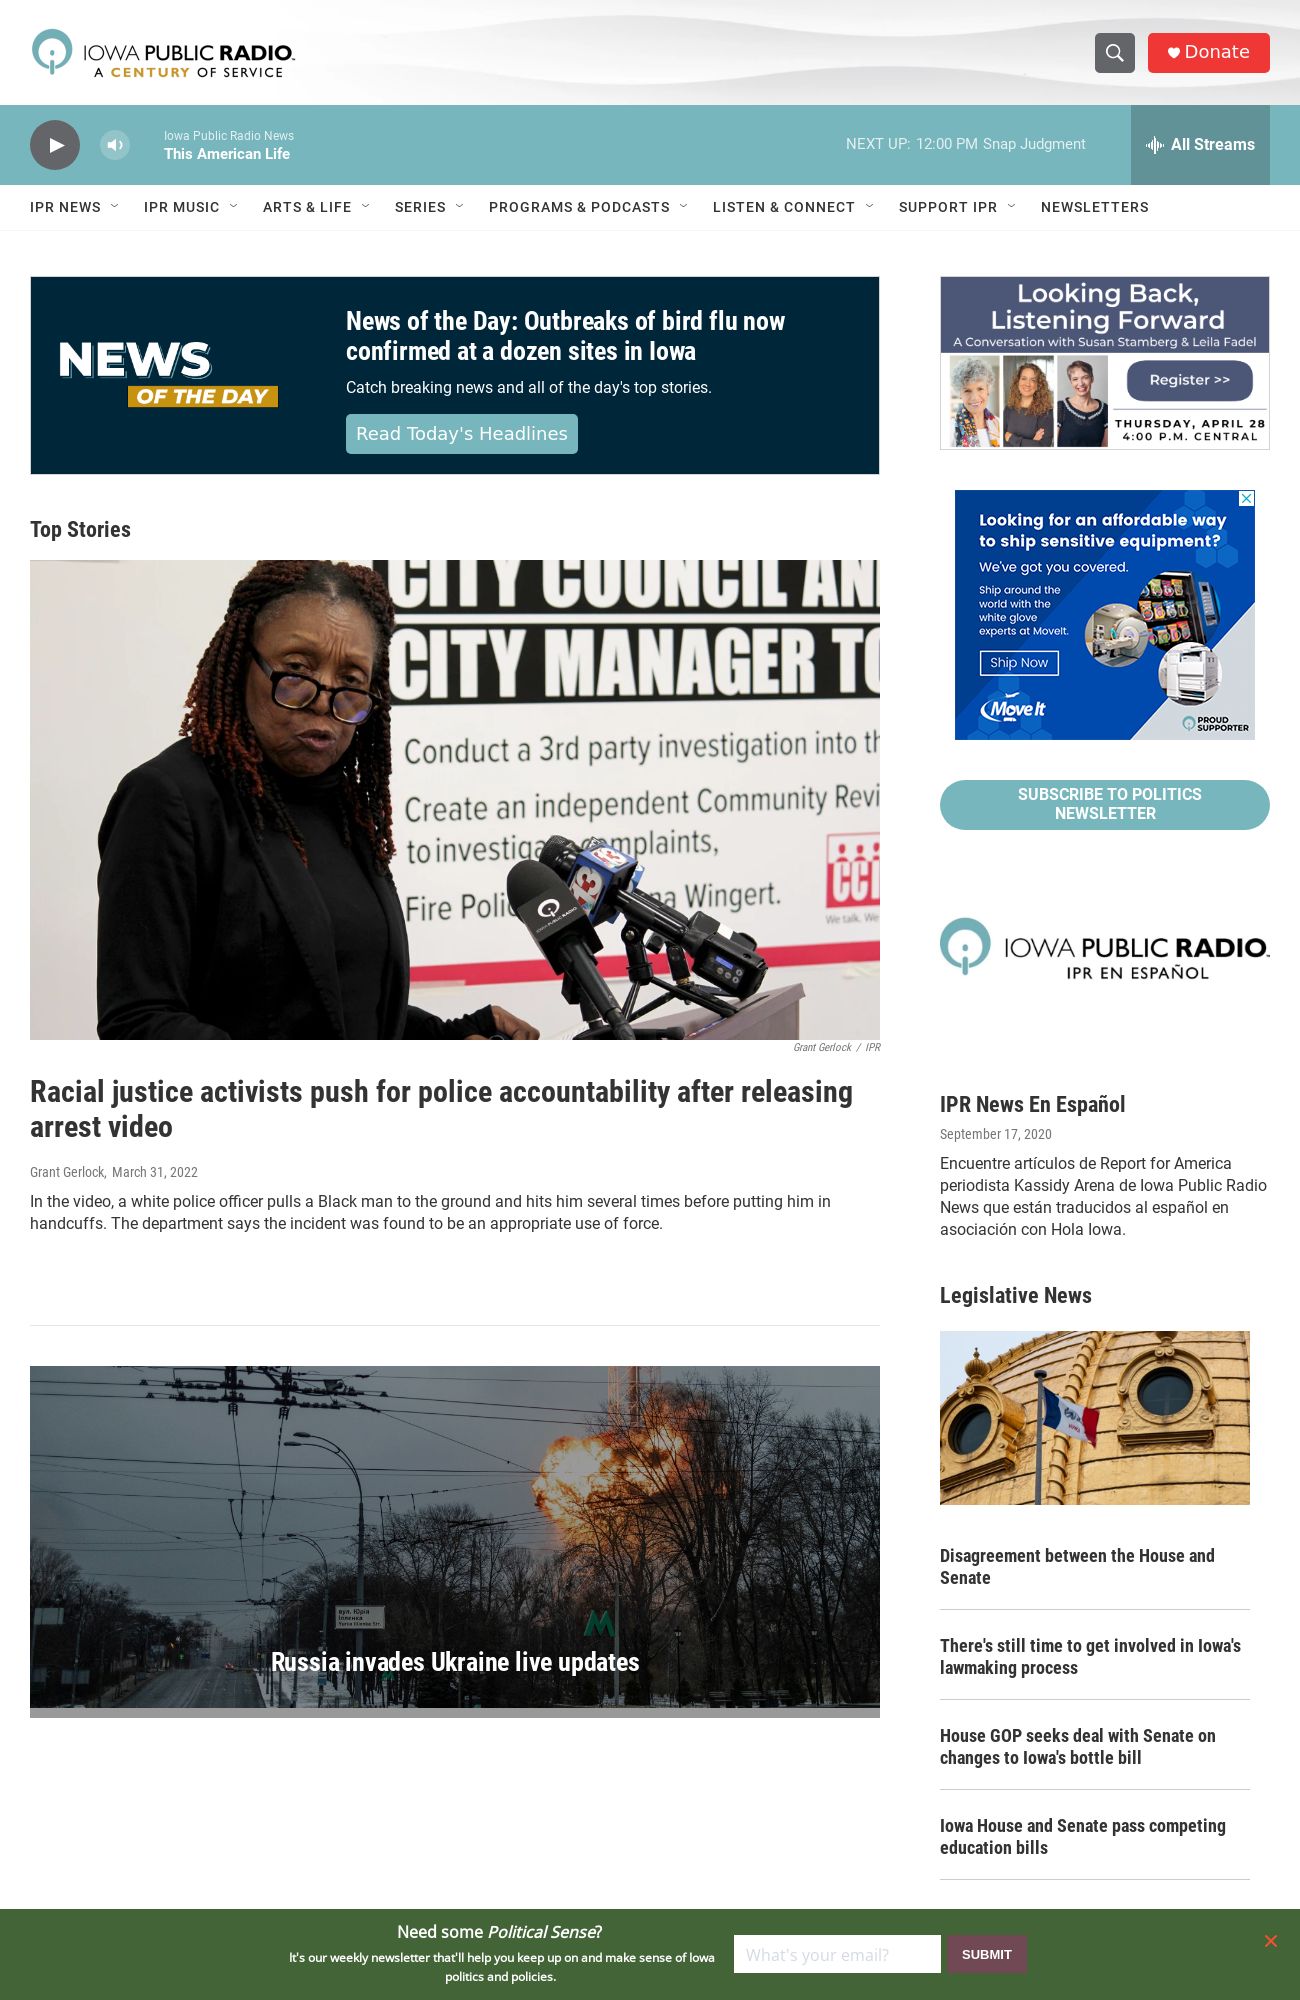 IOWA PUBLIC RADIO
A CENTURY OF SERVICE
Donate
Iowa Public Radio News
This American Life
NEXT UP: 12:00 PM Snap Judgment
All Streams
IPR NEWS
IPR MUSIC
ARTS & LIFE
SERIES
PROGRAMS & PODCASTS
LISTEN & CONNECT
SUPPORT IPR
NEWSLETTERS
NEWS
OF THE DAY
News of the Day: Outbreaks of bird flu now
confirmed at a dozen sites in Iowa
Catch breaking news and all of the day's top stories.
Read Today's Headlines
Top Stories
CITY COUNCIL AN
CITY MANAGER TO
Conduct a 3rd party investigation into th
Create an independent Community Revi
to investigate complaints,
Fire Poli
na Wingert.
CCI
We talk. We
13
IOWA PUBLIC RADIO
Grant Gerlock / IPR
Racial justice activists push for police accountability after releasing
arrest video
Grant Gerlock, March 31, 2022
In the video, a white police officer pulls a Black man to the ground and hits him several times before putting him in
handcuffs. The department says the incident was found to be an appropriate use of force.
вул. Юрія
Іллєнка
Yuriia Illienka Str.
Russia invades Ukraine live updates
Looking Back,
Listening Forward
A Conversation with Susan Stamberg & Leila Fadel
Register >>
THURSDAY, APRIL 28
4:00 P.M. CENTRAL
Looking for an affordable way
to ship sensitive equipment?
We've got you covered.
Ship around the
world with the
white glove
experts at MoveIt.
Ship Now
Move It
PROUD
SUPPORTER
SUBSCRIBE TO POLITICS
NEWSLETTER
IOWA PUBLIC RADIO
IPR EN ESPAÑOL
IPR News En Español
September 17, 2020
Encuentre artículos de Report for America
periodista Kassidy Arena de Iowa Public Radio
News que están traducidos al español en
asociación con Hola Iowa.
Legislative News
Disagreement between the House and
Senate
There's still time to get involved in Iowa's
lawmaking process
House GOP seeks deal with Senate on
changes to Iowa's bottle bill
Iowa House and Senate pass competing
education bills
Need some Political Sense?
It's our weekly newsletter that'll help you keep up on and make sense of Iowa
politics and policies.
What's your email?
SUBMIT